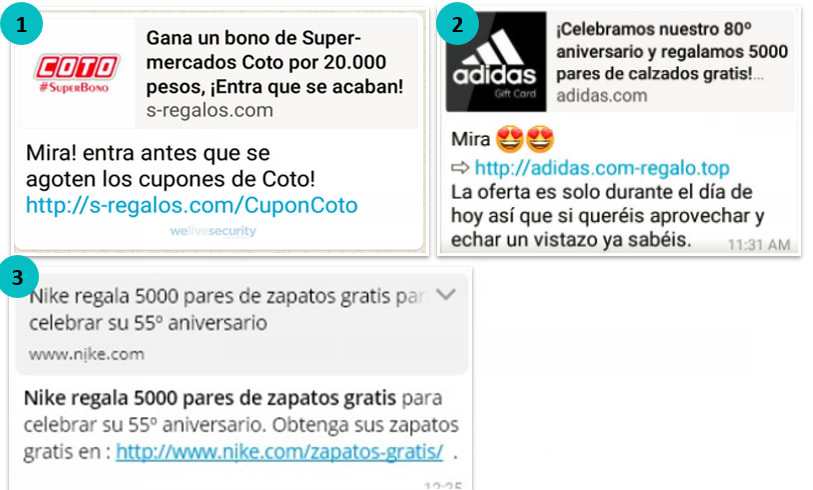 1
COTO
#SuperBono
Gana un bono de Super-
mercados Coto por 20.000
pesos, ¡Entra que se acaban!
s-regalos.com
Mira! entra antes que se
agoten los cupones de Coto!
http://s-regalos.com/CuponCoto
welivesecurity
2
adidas
Gift Card
¡Celebramos nuestro 80º
aniversario y regalamos 5000
pares de calzados gratis!...
adidas.com
Mira 😍😍
⇨ http://adidas.com-regalo.top
La oferta es solo durante el día de
hoy así que si queréis aprovechar y
echar un vistazo ya sabéis.
11:31 AM
3
Nike regala 5000 pares de zapatos gratis par
celebrar su 55º aniversario
www.nịke.com
Nike regala 5000 pares de zapatos gratis para
celebrar su 55º aniversario. Obtenga sus zapatos
gratis en : http://www.nịke.com/zapatos-gratis/ .